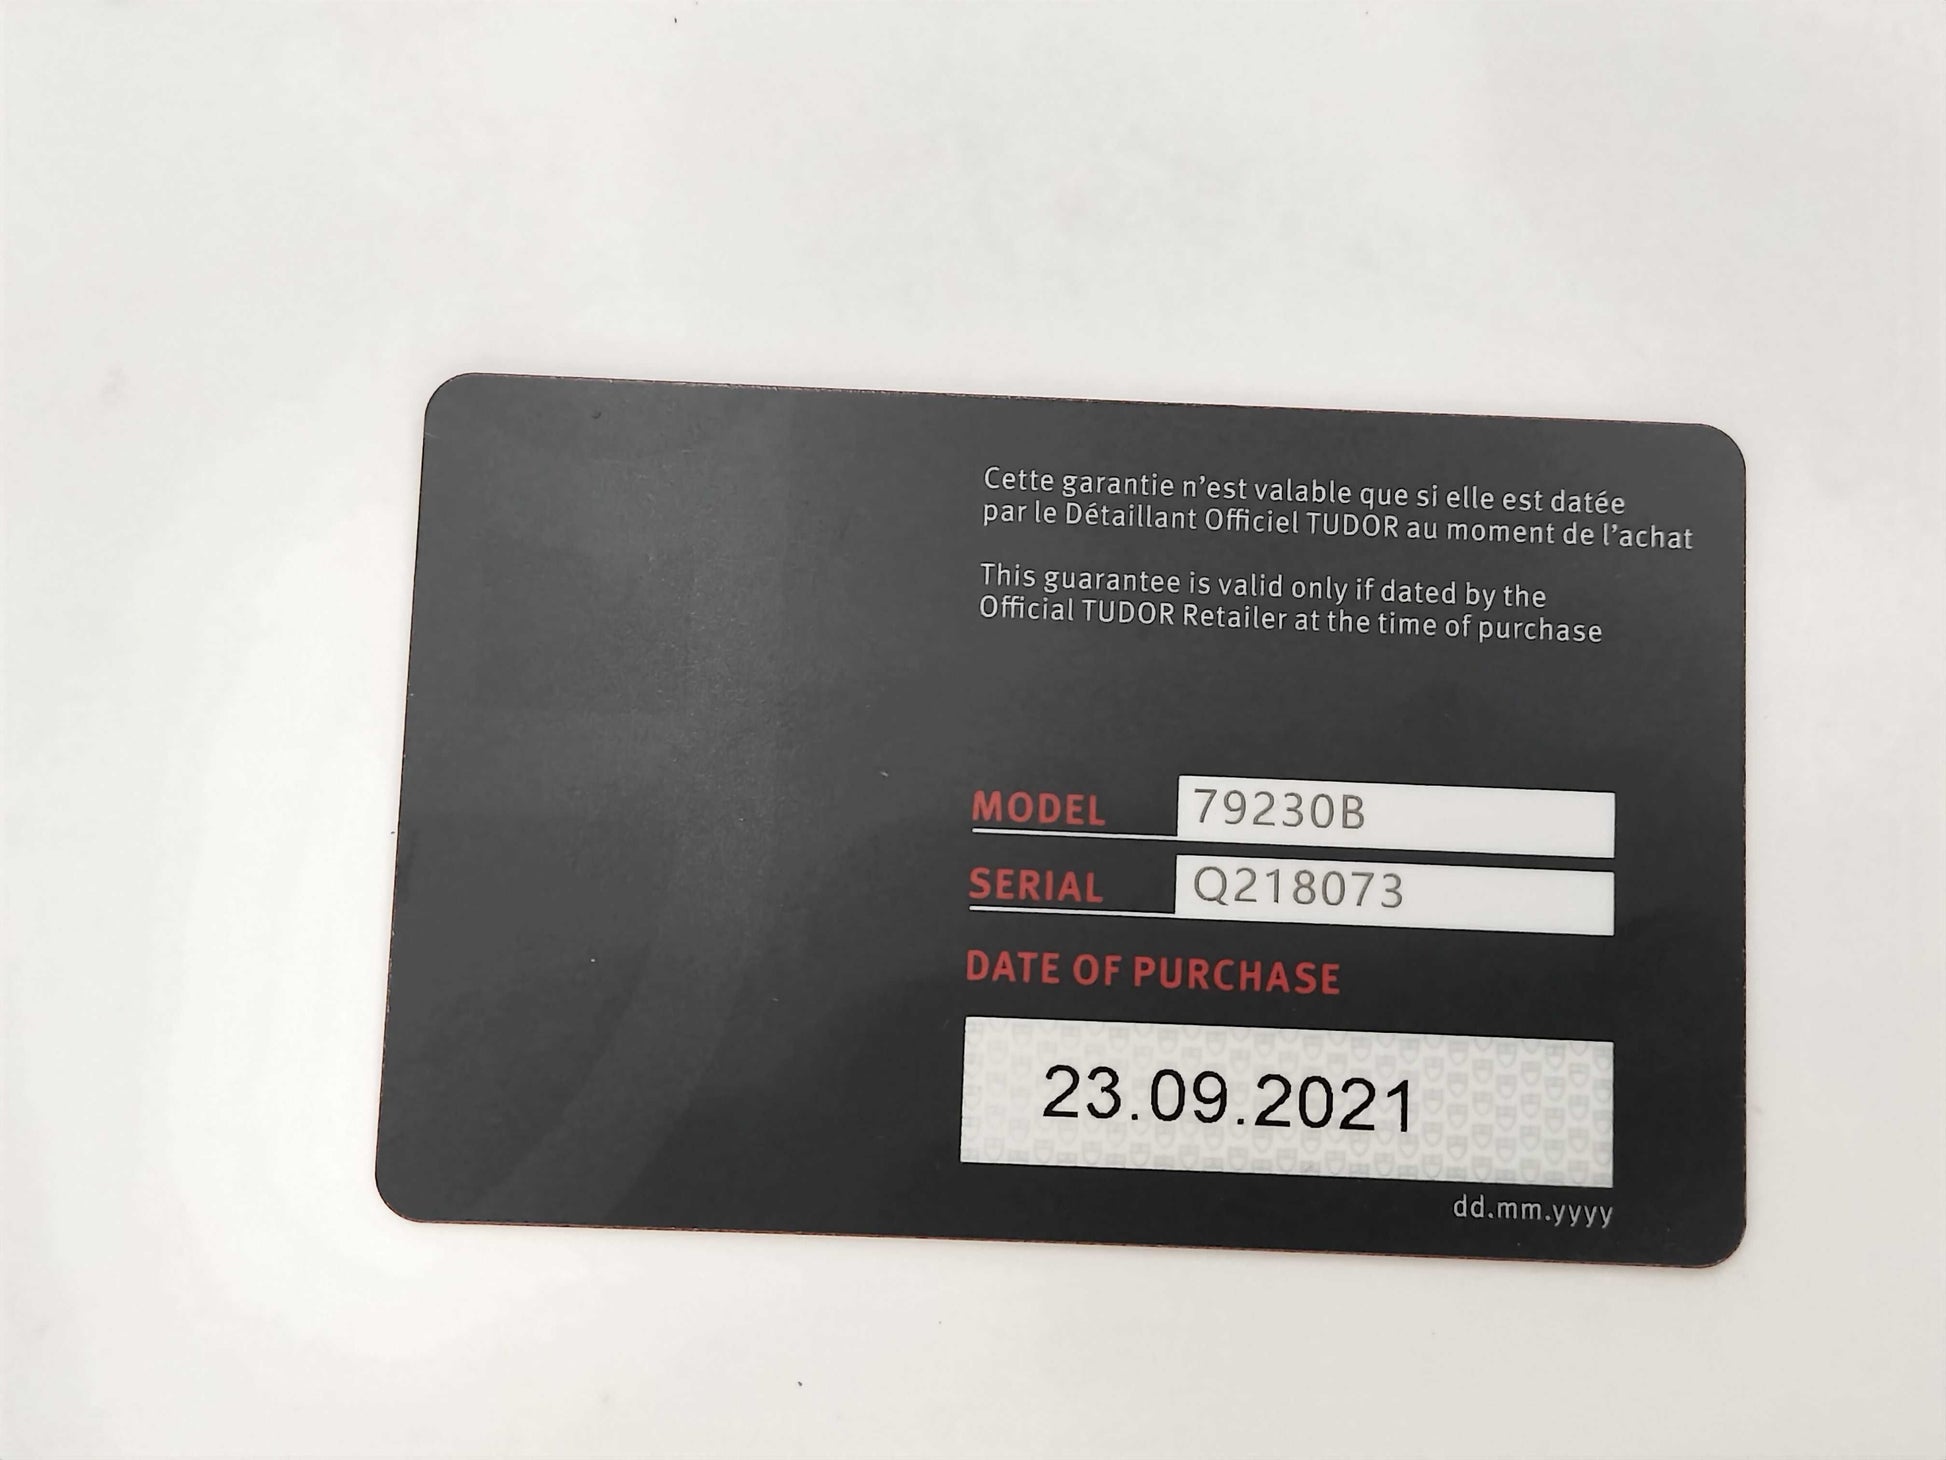 Cette garantie n'est valable que si elle est datée
par le Détaillant Officiel TUDOR au moment de l'achat
This guarantee is valid only if dated by the
Official TUDOR Retailer at the time of purchase
MODEL 79230B
SERIAL Q218073
DATE OF PURCHASE
23.09.2021
dd.mm.yyyy